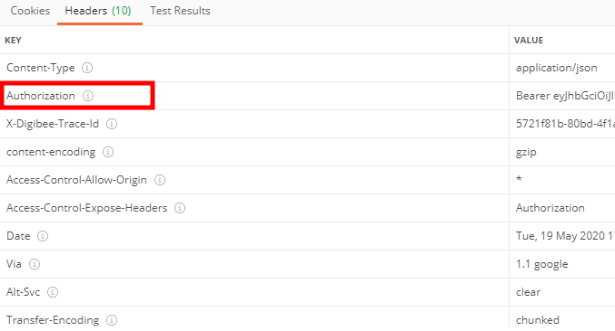 Cookies Headers (10) Test Results
KEY VALUE
Content-Type application/json
Authorization Bearer eyJhbGciOiJI
X-Digibee-Trace-Id 5721f81b-80bd-4f1a
content-encoding gzip
Access-Control-Allow-Origin *
Access-Control-Expose-Headers Authorization
Date Tue, 19 May 2020 1
Via 1.1 google
Alt-Svc clear
Transfer-Encoding chunked